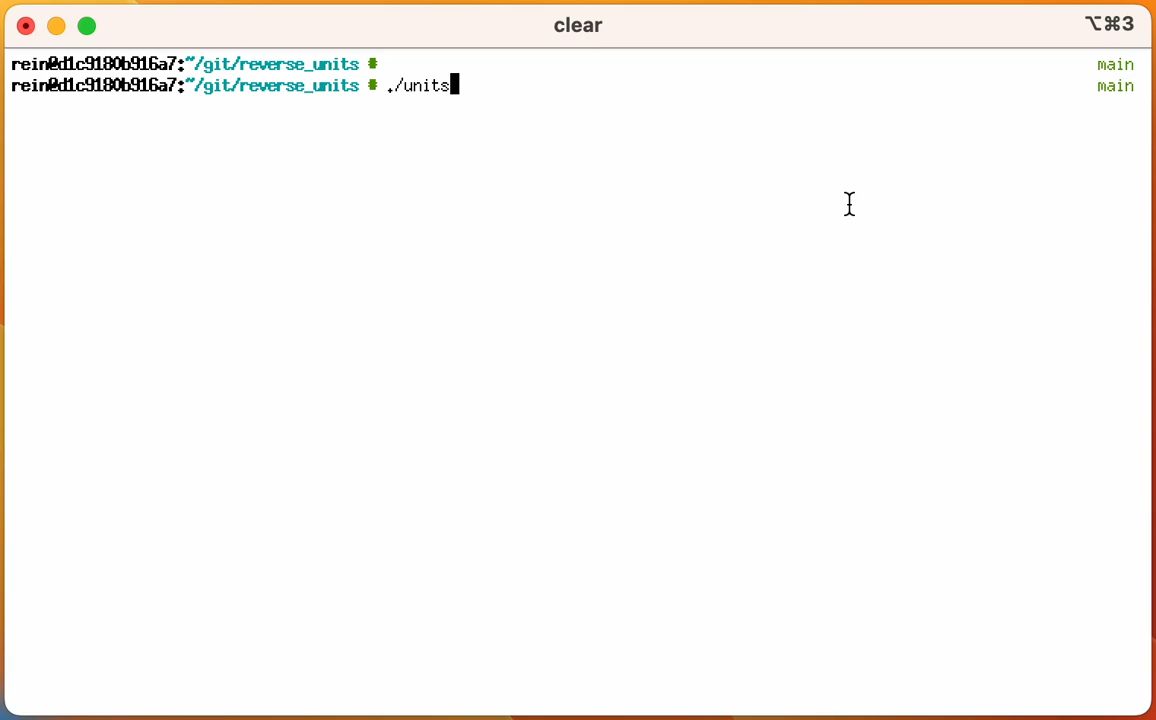 clear
⌥⌘3
rein@d1c9180b916a7:~/git/reverse_units # main
rein@d1c9180b916a7:~/git/reverse_units # ./units main